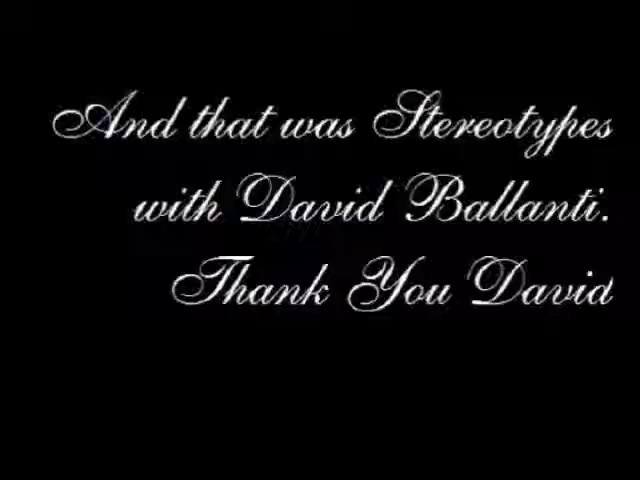 And that was Stereotypes
with David Ballanti.
Thank You David